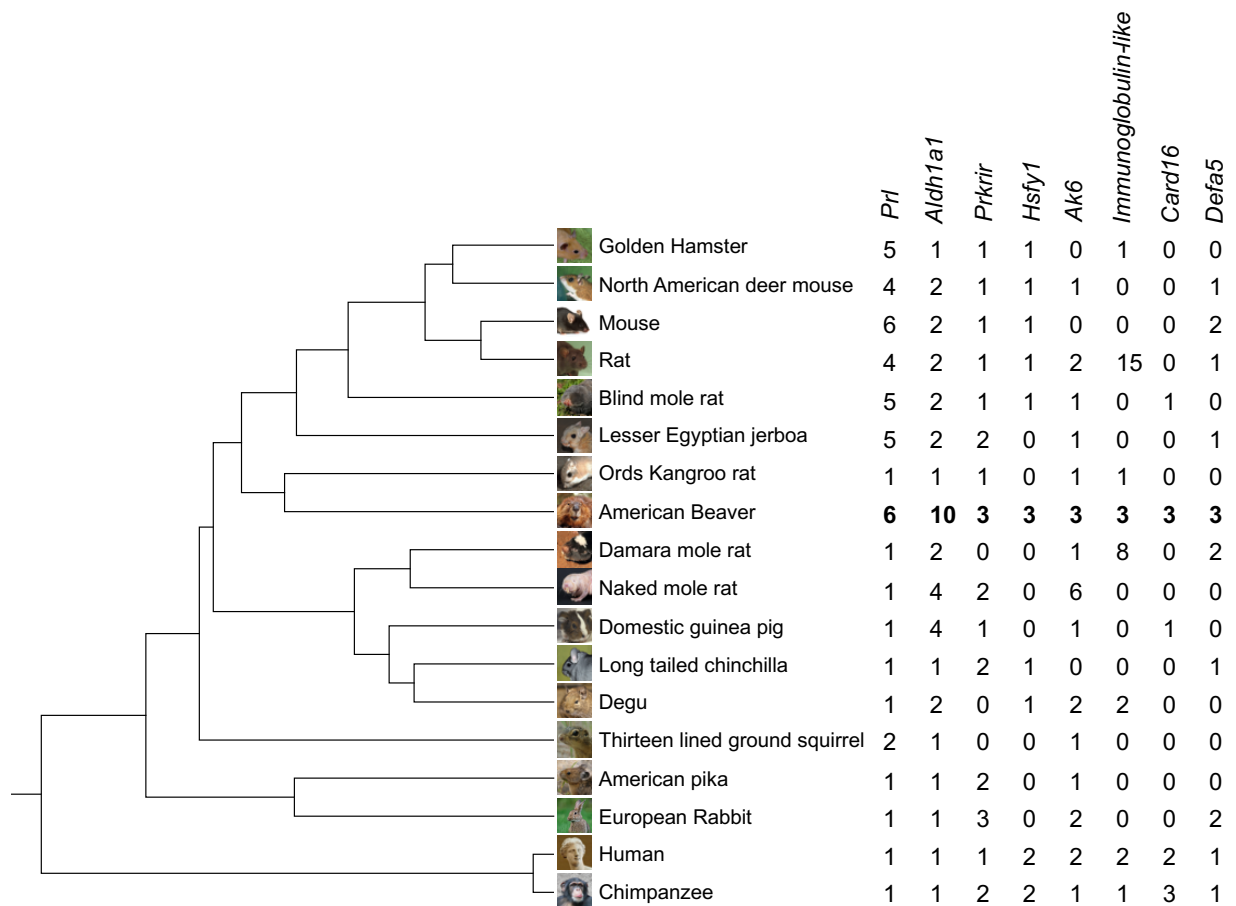 Prl Aldh1a1 Prkrir Hsfy1 Ak6 Immunoglobulin-like Card16 Defa5
Golden Hamster 5 1 1 1 0 1 0 0
North American deer mouse 4 2 1 1 1 0 0 1
Mouse 6 2 1 1 0 0 0 2
Rat 4 2 1 1 2 15 0 1
Blind mole rat 5 2 1 1 1 0 1 0
Lesser Egyptian jerboa 5 2 2 0 1 0 0 1
Ords Kangroo rat 1 1 1 0 1 1 0 0
American Beaver 6 10 3 3 3 3 3 3
Damara mole rat 1 2 0 0 1 8 0 2
Naked mole rat 1 4 2 0 6 0 0 0
Domestic guinea pig 1 4 1 0 1 0 1 0
Long tailed chinchilla 1 1 2 1 0 0 0 1
Degu 1 2 0 1 2 2 0 0
Thirteen lined ground squirrel 2 1 0 0 1 0 0 0
American pika 1 1 2 0 1 0 0 0
European Rabbit 1 1 3 0 2 0 0 2
Human 1 1 1 2 2 2 2 1
Chimpanzee 1 1 2 2 1 1 3 1